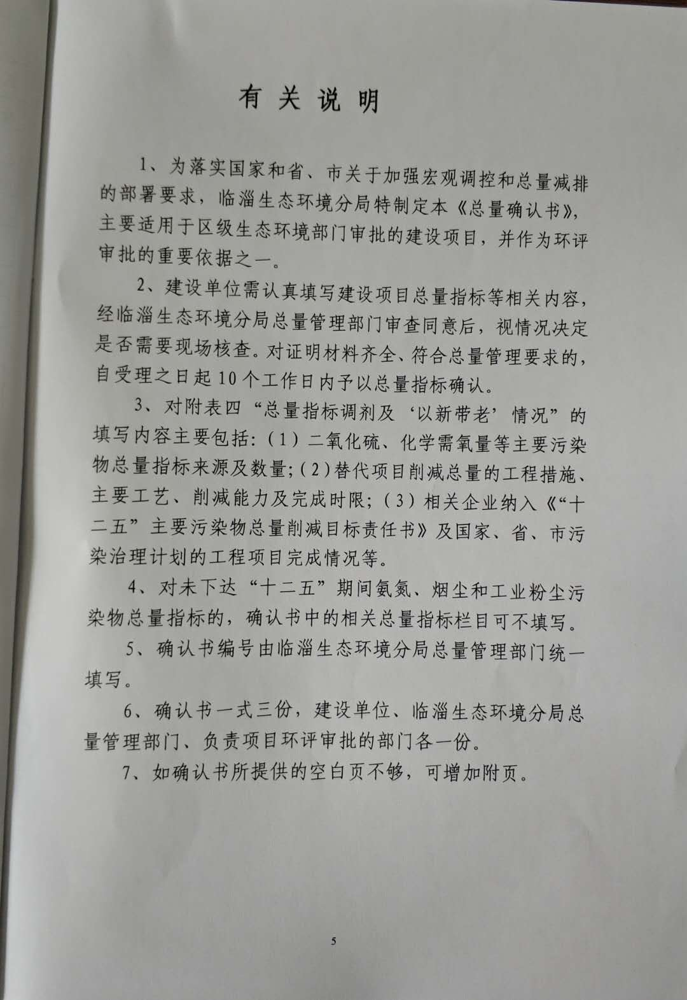 有关说明
1、为落实国家和省、市关于加强宏观调控和总量减排
的部署要求，临淄生态环境分局特制定本《总量确认书》，
主要适用于区级生态环境部门审批的建设项目，并作为环评
审批的重要依据之一。
2、建设单位需认真填写建设项目总量指标等相关内容，
经临淄生态环境分局总量管理部门审查同意后，视情况决定
是否需要现场核查。对证明材料齐全、符合总量管理要求的，
自受理之日起 10 个工作日内予以总量指标确认。
3、对附表四“总量指标调剂及‘以新带老’情况”的
填写内容主要包括：（1）二氧化硫、化学需氧量等主要污染
物总量指标来源及数量；（2）替代项目削减总量的工程措施、
主要工艺、削减能力及完成时限；（3）相关企业纳入《“十
二五”主要污染物总量削减目标责任书》及国家、省、市污
染治理计划的工程项目完成情况等。
4、对未下达“十二五”期间氨氮、烟尘和工业粉尘污
染物总量指标的，确认书中的相关总量指标栏目可不填写。
5、确认书编号由临淄生态环境分局总量管理部门统一
填写。
6、确认书一式三份，建设单位、临淄生态环境分局总
量管理部门、负责项目环评审批的部门各一份。
7、如确认书所提供的空白页不够，可增加附页。
5